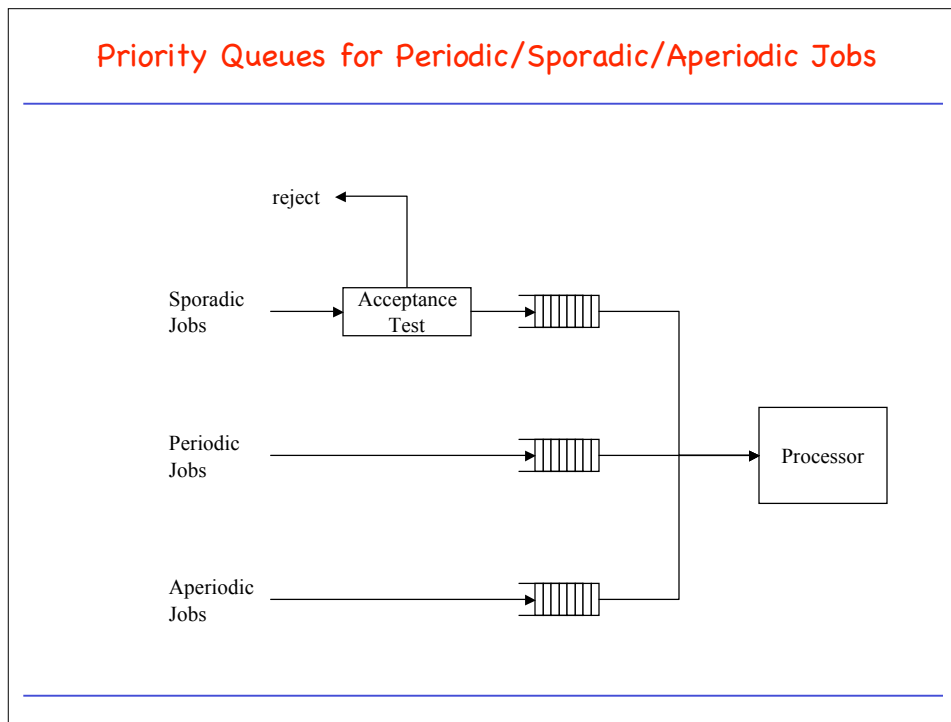 Priority Queues for Periodic/Sporadic/Aperiodic Jobs
reject
Sporadic
Jobs
Acceptance
Test
Periodic
Jobs
Processor
Aperiodic
Jobs